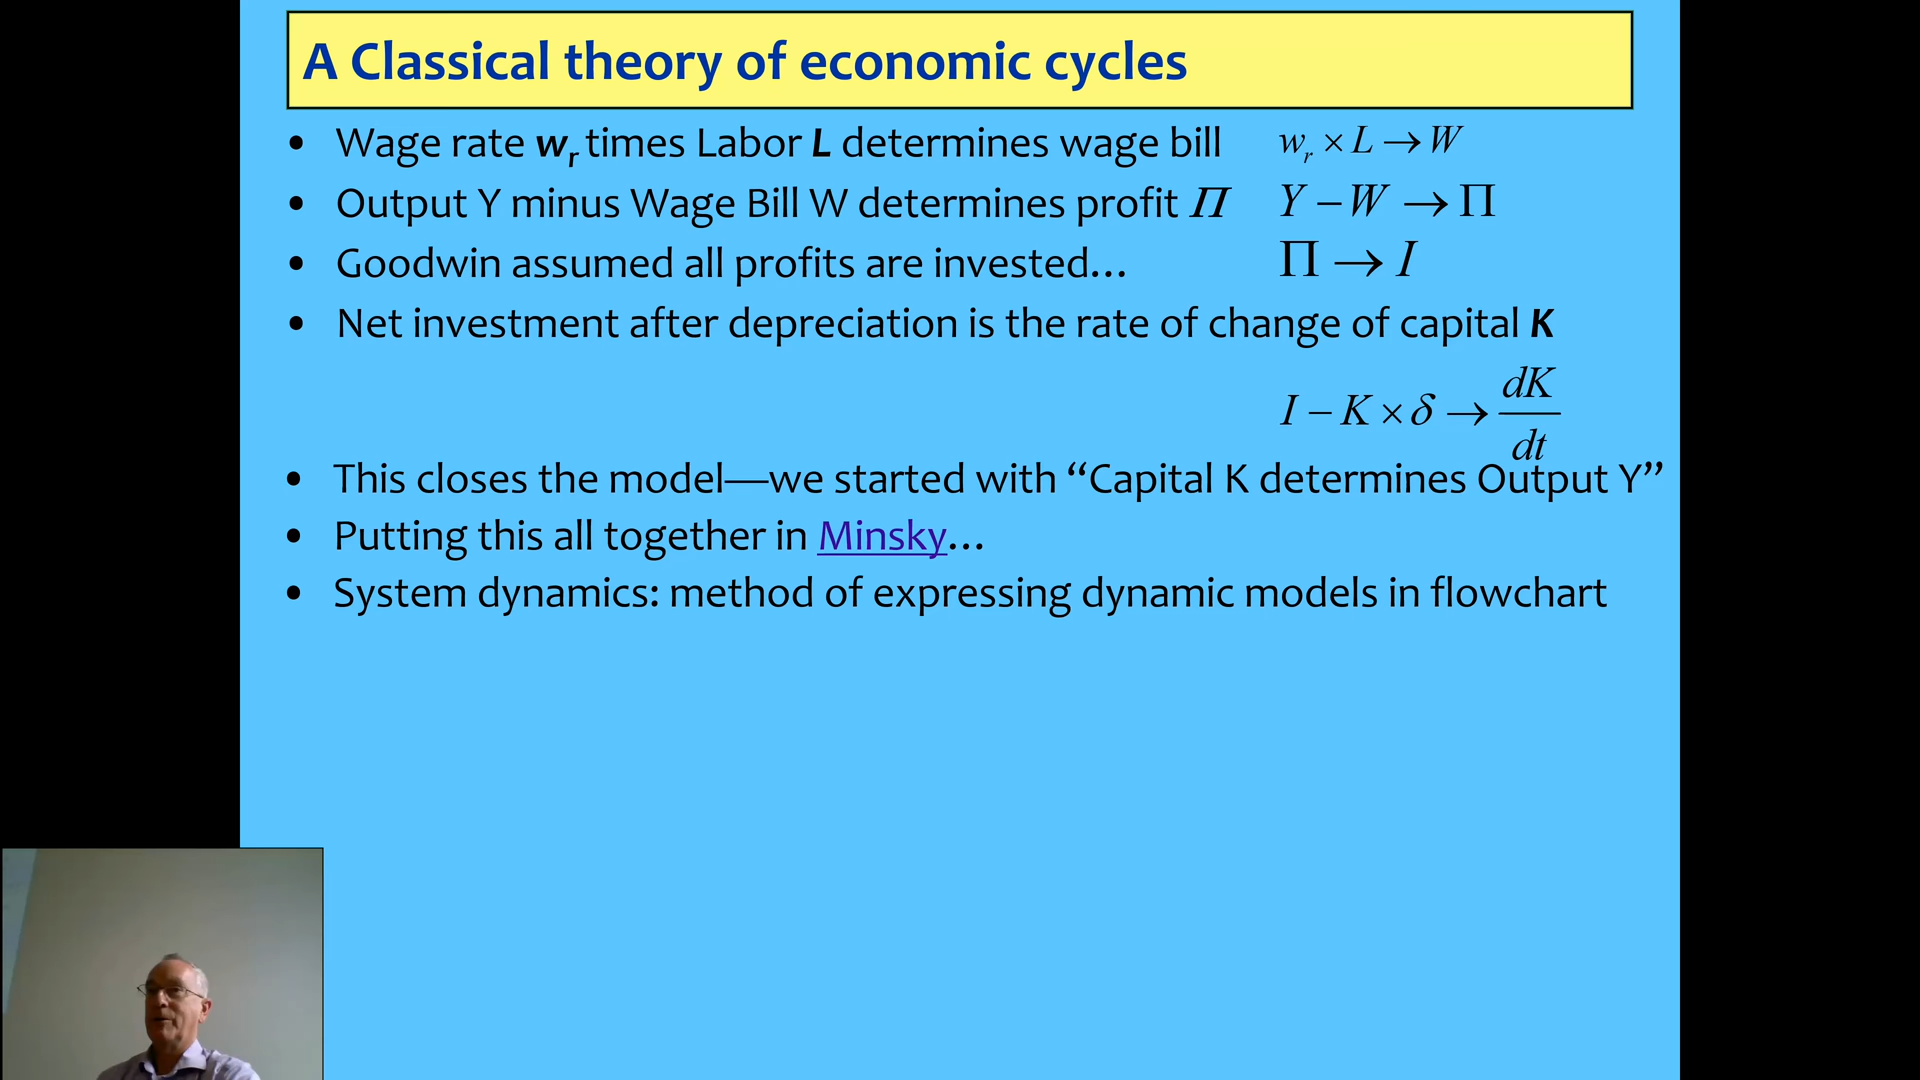 A Classical theory of economic cycles
• Wage rate wr times Labor L determines wage bill wr × L → W
• Output Y minus Wage Bill W determines profit Π Y − W → Π
• Goodwin assumed all profits are invested… Π → I
• Net investment after depreciation is the rate of change of capital K
I − K × δ → dK/dt
• This closes the model—we started with “Capital K determines Output Y”
• Putting this all together in Minsky…
• System dynamics: method of expressing dynamic models in flowchart